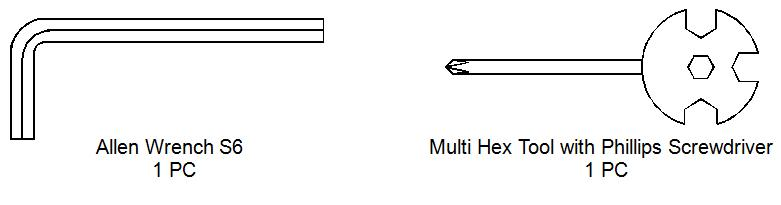 Allen Wrench S6
1 PC
Multi Hex Tool with Phillips Screwdriver
1 PC